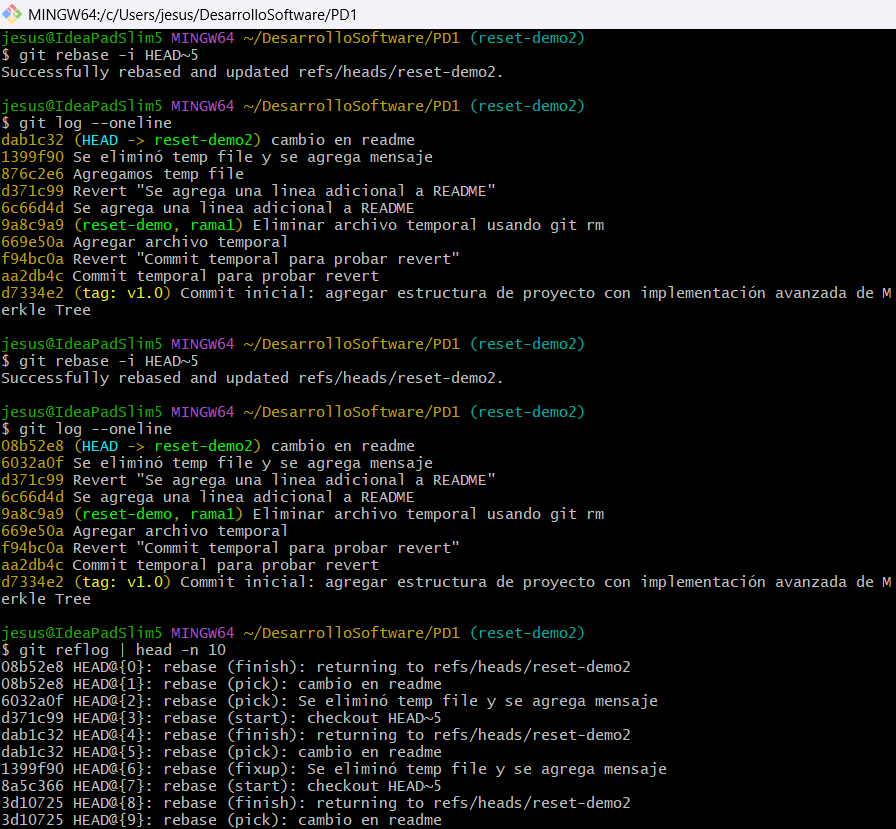 MINGW64:/c/Users/jesus/DesarrolloSoftware/PD1
jesus@IdeaPadSlim5 MINGW64 ~/DesarrolloSoftware/PD1 (reset-demo2)
$ git rebase -i HEAD~5
Successfully rebased and updated refs/heads/reset-demo2.
jesus@IdeaPadSlim5 MINGW64 ~/DesarrolloSoftware/PD1 (reset-demo2)
$ git log --oneline
dab1c32 (HEAD -> reset-demo2) cambio en readme
1399f90 Se eliminó temp file y se agrega mensaje
876c2e6 Agregamos temp file
d371c99 Revert "Se agrega una linea adicional a README"
6c66d4d Se agrega una linea adicional a README
9a8c9a9 (reset-demo, rama1) Eliminar archivo temporal usando git rm
669e50a Agregar archivo temporal
f94bc0a Revert "Commit temporal para probar revert"
aa2db4c Commit temporal para probar revert
d7334e2 (tag: v1.0) Commit inicial: agregar estructura de proyecto con implementación avanzada de M
erkle Tree
jesus@IdeaPadSlim5 MINGW64 ~/DesarrolloSoftware/PD1 (reset-demo2)
$ git rebase -i HEAD~5
Successfully rebased and updated refs/heads/reset-demo2.
jesus@IdeaPadSlim5 MINGW64 ~/DesarrolloSoftware/PD1 (reset-demo2)
$ git log --oneline
08b52e8 (HEAD -> reset-demo2) cambio en readme
6032a0f Se eliminó temp file y se agrega mensaje
d371c99 Revert "Se agrega una linea adicional a README"
6c66d4d Se agrega una linea adicional a README
9a8c9a9 (reset-demo, rama1) Eliminar archivo temporal usando git rm
669e50a Agregar archivo temporal
f94bc0a Revert "Commit temporal para probar revert"
aa2db4c Commit temporal para probar revert
d7334e2 (tag: v1.0) Commit inicial: agregar estructura de proyecto con implementación avanzada de M
erkle Tree
jesus@IdeaPadSlim5 MINGW64 ~/DesarrolloSoftware/PD1 (reset-demo2)
$ git reflog | head -n 10
08b52e8 HEAD@{0}: rebase (finish): returning to refs/heads/reset-demo2
08b52e8 HEAD@{1}: rebase (pick): cambio en readme
6032a0f HEAD@{2}: rebase (pick): Se eliminó temp file y se agrega mensaje
d371c99 HEAD@{3}: rebase (start): checkout HEAD~5
dab1c32 HEAD@{4}: rebase (finish): returning to refs/heads/reset-demo2
dab1c32 HEAD@{5}: rebase (pick): cambio en readme
1399f90 HEAD@{6}: rebase (fixup): Se eliminó temp file y se agrega mensaje
8a5c366 HEAD@{7}: rebase (start): checkout HEAD~5
3d10725 HEAD@{8}: rebase (finish): returning to refs/heads/reset-demo2
3d10725 HEAD@{9}: rebase (pick): cambio en readme